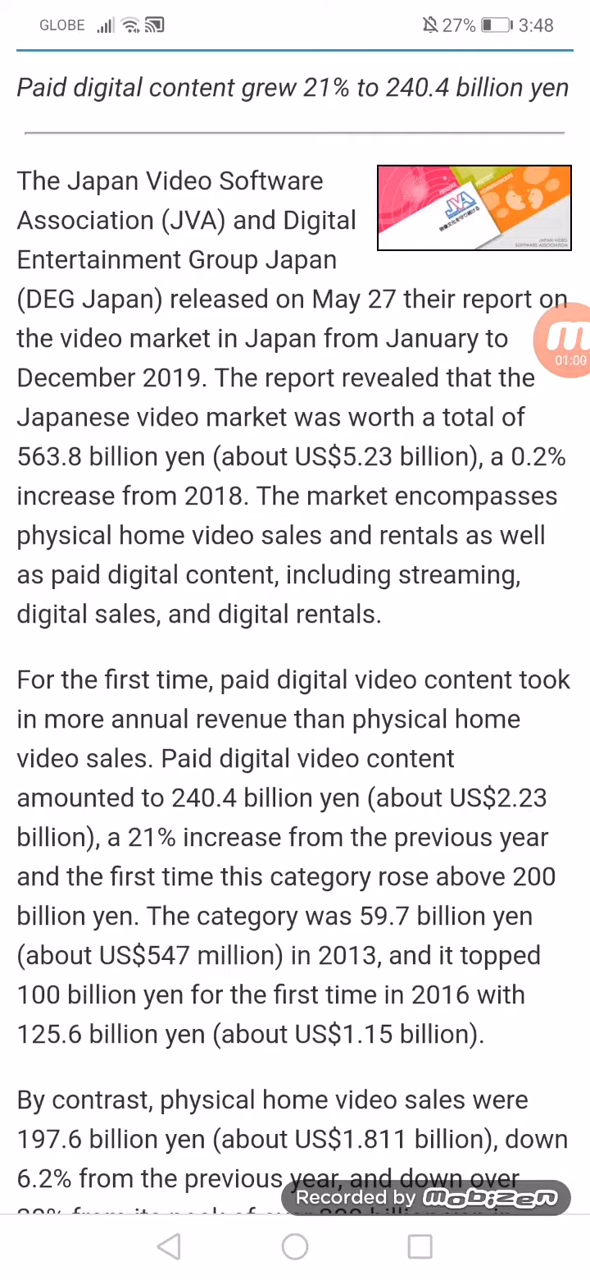 GLOBE 27% 3:48
Paid digital content grew 21% to 240.4 billion yen
The Japan Video Software
Association (JVA) and Digital
Entertainment Group Japan
JVA
(DEG Japan) released on May 27 their report on
the video market in Japan from January to
December 2019. The report revealed that the
01:00
Japanese video market was worth a total of
563.8 billion yen (about US$5.23 billion), a 0.2%
increase from 2018. The market encompasses
physical home video sales and rentals as well
as paid digital content, including streaming,
digital sales, and digital rentals.
For the first time, paid digital video content took
in more annual revenue than physical home
video sales. Paid digital video content
amounted to 240.4 billion yen (about US$2.23
billion), a 21% increase from the previous year
and the first time this category rose above 200
billion yen. The category was 59.7 billion yen
(about US$547 million) in 2013, and it topped
100 billion yen for the first time in 2016 with
125.6 billion yen (about US$1.15 billion).
By contrast, physical home video sales were
197.6 billion yen (about US$1.811 billion), down
6.2% from the previous year, and down over
Recorded by mobizen